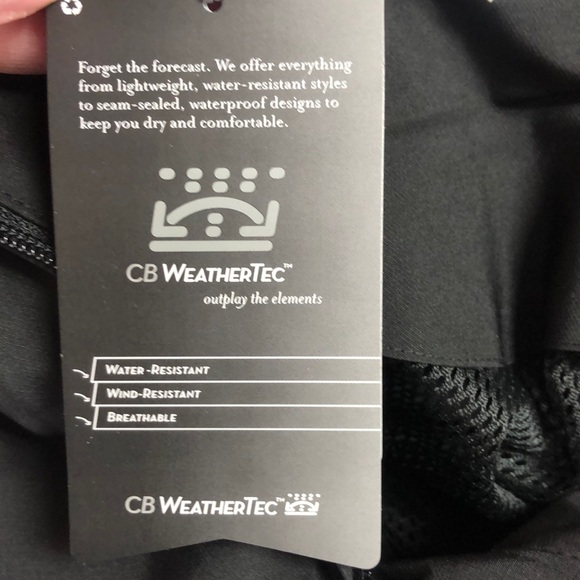 Forget the forecast. We offer everything
from lightweight, water-resistant styles
to seam-sealed, waterproof designs to
keep you dry and comfortable.
CB WEATHERTEC™
outplay the elements
WATER-RESISTANT
WIND-RESISTANT
BREATHABLE
CB WEATHERTEC™